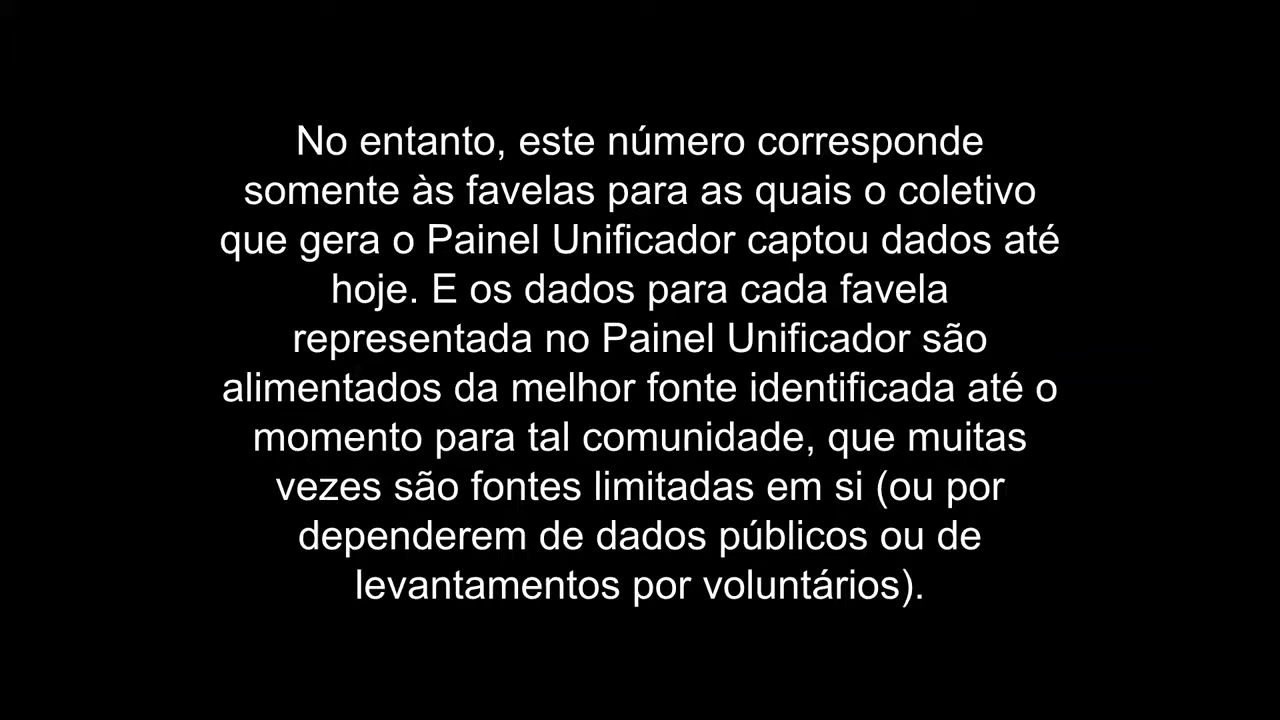 No entanto, este número corresponde
somente às favelas para as quais o coletivo
que gera o Painel Unificador captou dados até
hoje. E os dados para cada favela
representada no Painel Unificador são
alimentados da melhor fonte identificada até o
momento para tal comunidade, que muitas
vezes são fontes limitadas em si (ou por
dependerem de dados públicos ou de
levantamentos por voluntários).